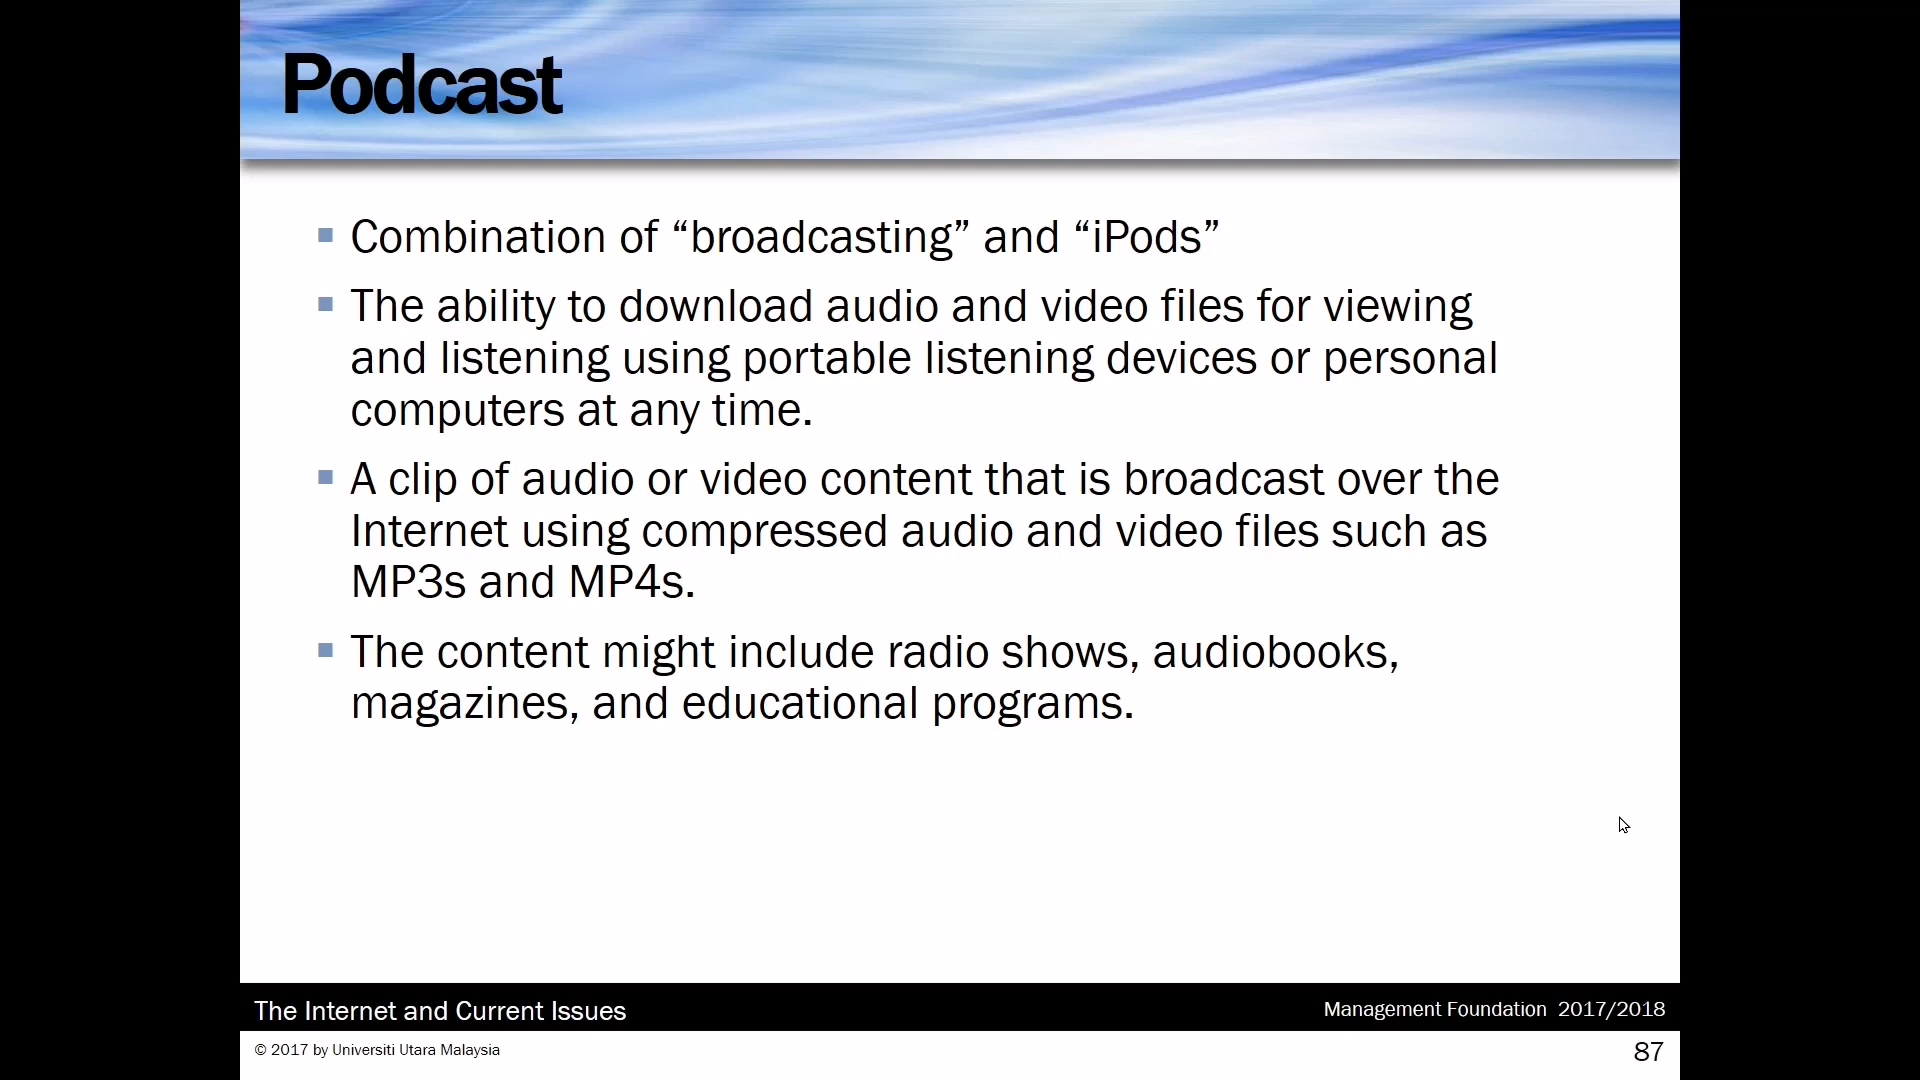 Podcast
Combination of “broadcasting” and “iPods”
The ability to download audio and video files for viewing
and listening using portable listening devices or personal
computers at any time.
A clip of audio or video content that is broadcast over the
Internet using compressed audio and video files such as
MP3s and MP4s.
The content might include radio shows, audiobooks,
magazines, and educational programs.
The Internet and Current Issues
Management Foundation 2017/2018
© 2017 by Universiti Utara Malaysia
87